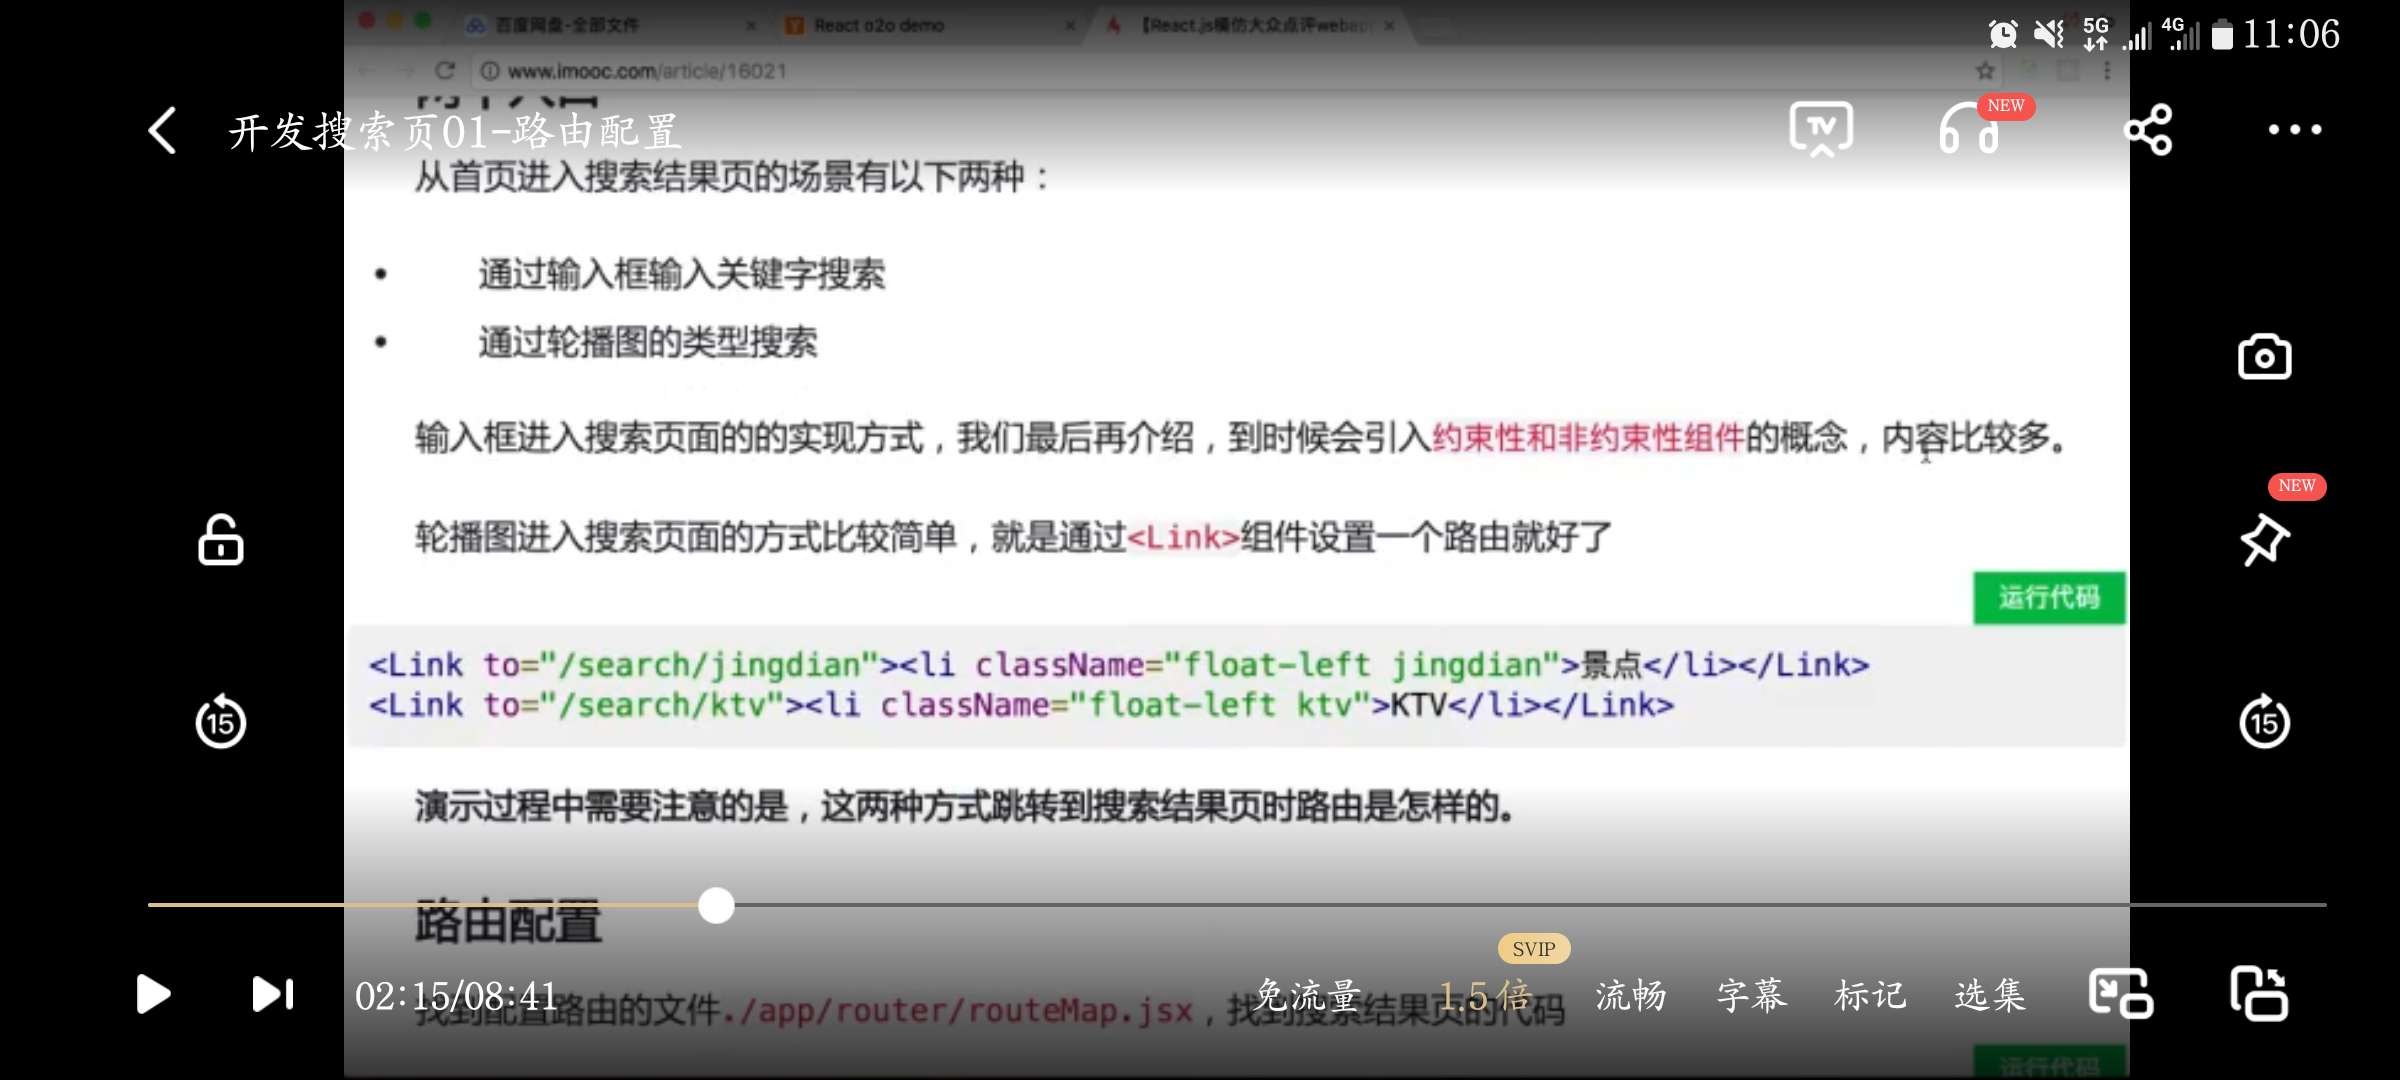 百度网盘-全部文件
React o2o demo
【React.js模仿大众点评webap
5G 4G 11:06
www.imooc.com/article/16021
开发搜索页01-路由配置
TV
NEW
从首页进入搜索结果页的场景有以下两种：
• 通过输入框输入关键字搜索
• 通过轮播图的类型搜索
输入框进入搜索页面的的实现方式，我们最后再介绍，到时候会引入约束性和非约束性组件的概念，内容比较多。
NEW
轮播图进入搜索页面的方式比较简单，就是通过<Link>组件设置一个路由就好了
运行代码
<Link to="/search/jingdian"><li className="float-left jingdian">景点</li></Link>
<Link to="/search/ktv"><li className="float-left ktv">KTV</li></Link>
15
15
演示过程中需要注意的是，这两种方式跳转到搜索结果页时路由是怎样的。
路由配置
SVIP
02:15/08:41
免流量 1.5倍 流畅 字幕 标记 选集
找到配置路由的文件./app/router/routeMap.jsx，找到搜索结果页的代码
运行代码